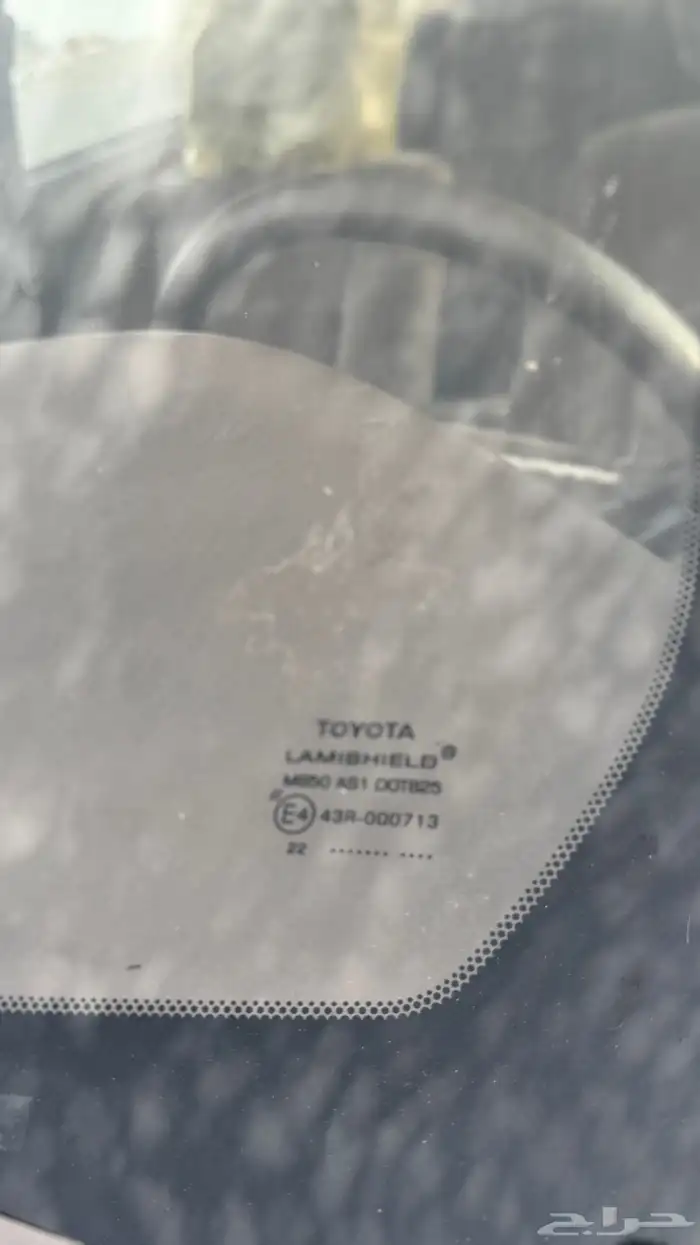 TOYOTA
LAMISHIELD®
M850 AS1 DOT825
E4 43R-000713
22 ....... ....
حراج